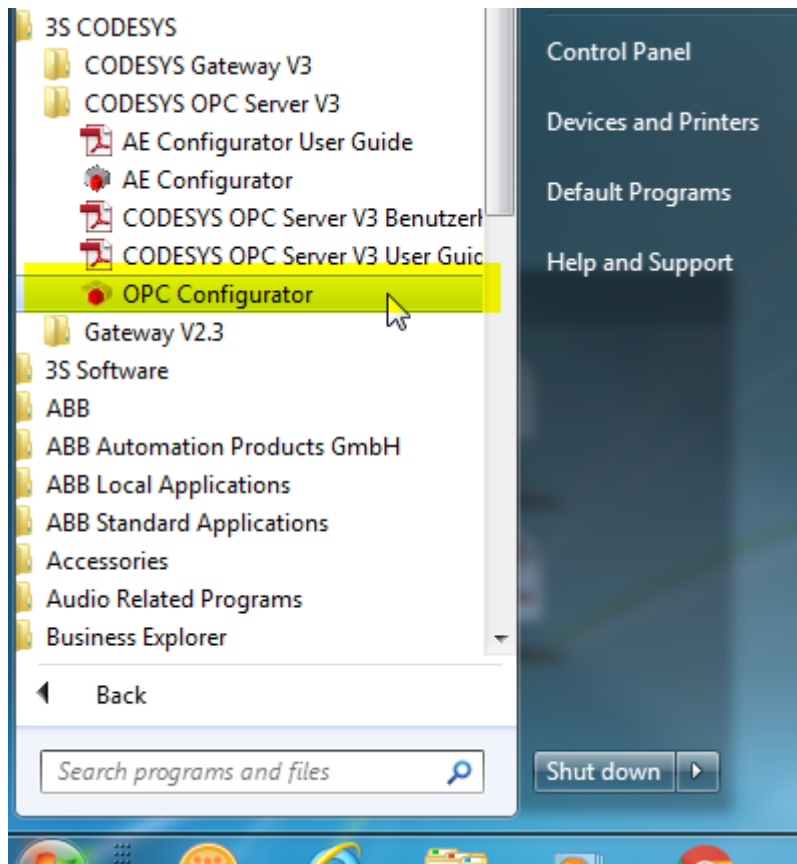 3S CODESYS
CODESYS Gateway V3
CODESYS OPC Server V3
AE Configurator User Guide
AE Configurator
CODESYS OPC Server V3
CODESYS OPC Server V3 User
OPC Configurator
Gateway V2.3
3S Software
ABB
ABB Automation Products GmbH
ABB Local Applications
ABB Standard Applications
Accessories
Audio Related Programs
Business Explorer
Back
Search programs and files
Control Panel
Devices and Printers
Default Programs
Help and Support
Shut down